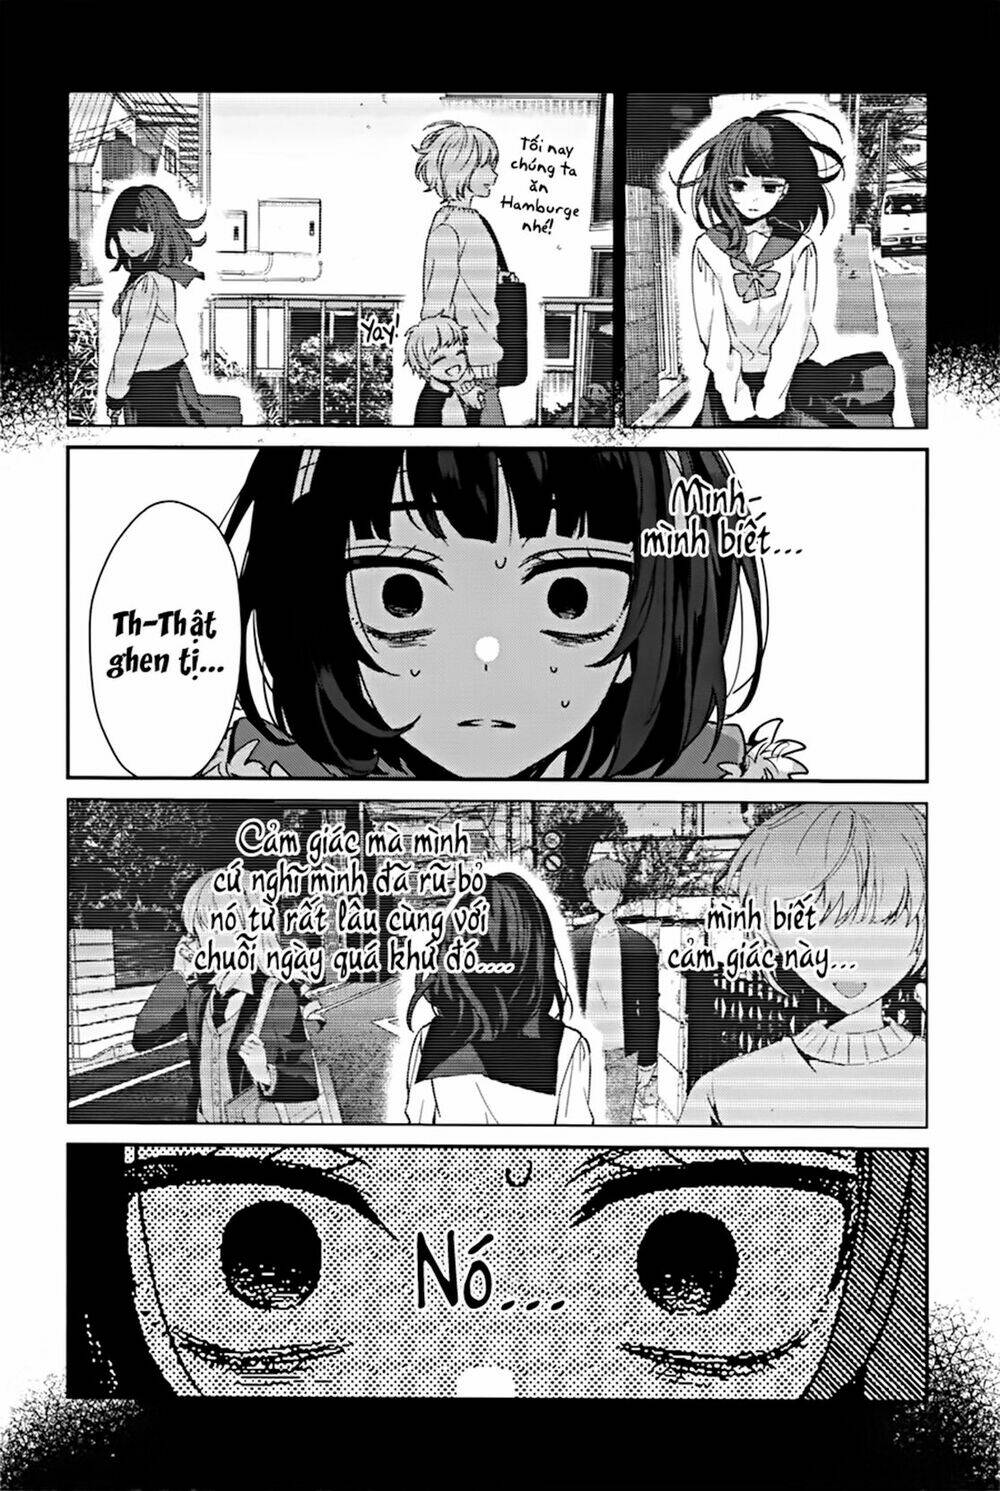 Tối nay
chúng ta
ăn
Hamburge
nhé!
Yay!
Mình-
mình biết...
Th-Thật
ghen tị...
mình biết
cảm giác này...
Cảm giác mà mình
cứ nghĩ mình đã rũ bỏ
nó từ rất lâu cùng với
chuỗi ngày quá khứ đó....
Nó...